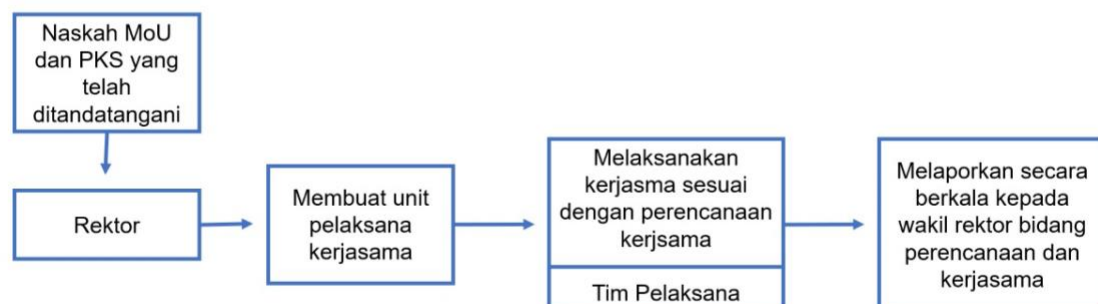 Naskah MoU
dan PKS yang
telah
ditandatangani
Rektor
Membuat unit
pelaksana
kerjasama
Melaksanakan
kerjasma sesuai
dengan perencanaan
kerjsama
Tim Pelaksana
Melaporkan secara
berkala kepada
wakil rektor bidang
perencanaan dan
kerjasama